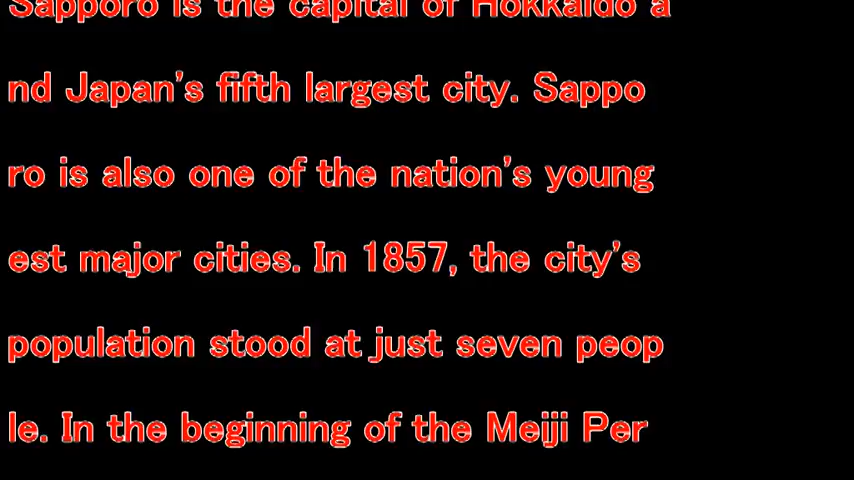 Sapporo is the capital of Hokkaido a
nd Japan's fifth largest city. Sappo
ro is also one of the nation's young
est major cities. In 1857, the city's
population stood at just seven peop
le. In the beginning of the Meiji Per